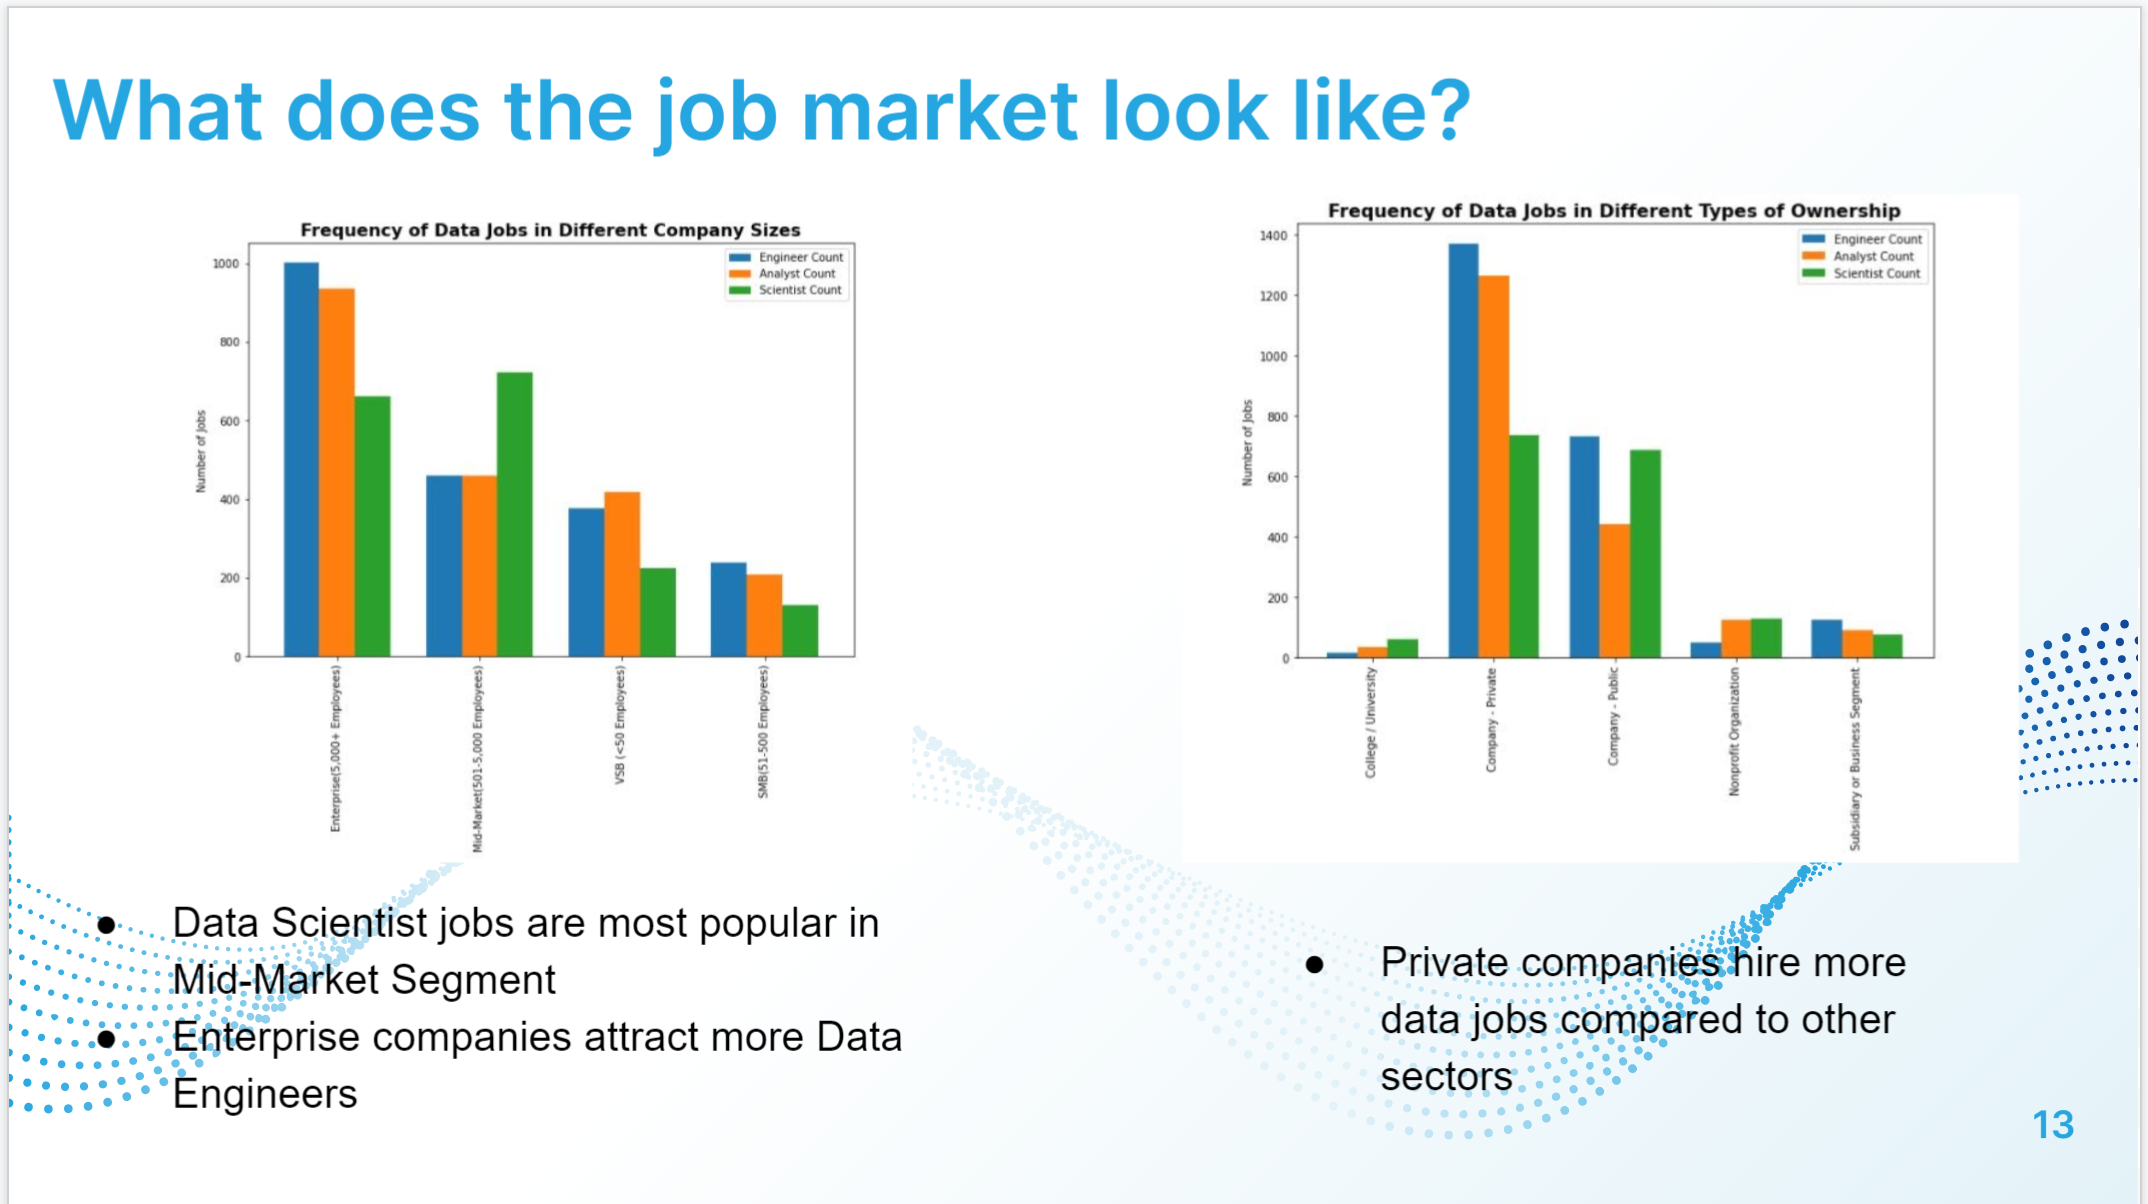 What does the job market look like?
Frequency of Data Jobs in Different Company Sizes
Engineer Count
Analyst Count
Scientist Count
Number of Jobs
1000
800
600
400
200
0
Enterprise(5,000+ Employees)
Mid-Market(501-5,000 Employees)
VSB (<50 Employees)
SMB(51-500 Employees)
● Data Scientist jobs are most popular in
Mid-Market Segment
● Enterprise companies attract more Data
Engineers
Frequency of Data Jobs in Different Types of Ownership
Engineer Count
Analyst Count
Scientist Count
Number of Jobs
1400
1200
1000
800
600
400
200
0
College / University
Company - Private
Company - Public
Nonprofit Organization
Subsidiary or Business Segment
● Private companies hire more
data jobs compared to other
sectors
13